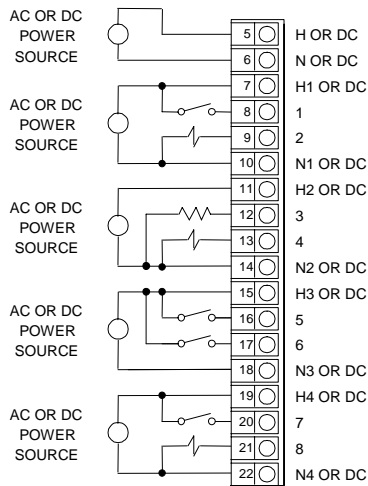 AC OR DC
POWER
SOURCE
5 H OR DC
6 N OR DC
7 H1 OR DC
AC OR DC
POWER
SOURCE
8 1
9 2
10 N1 OR DC
11 H2 OR DC
AC OR DC
POWER
SOURCE
12 3
13 4
14 N2 OR DC
15 H3 OR DC
AC OR DC
POWER
SOURCE
16 5
17 6
18 N3 OR DC
19 H4 OR DC
AC OR DC
POWER
SOURCE
20 7
21 8
22 N4 OR DC